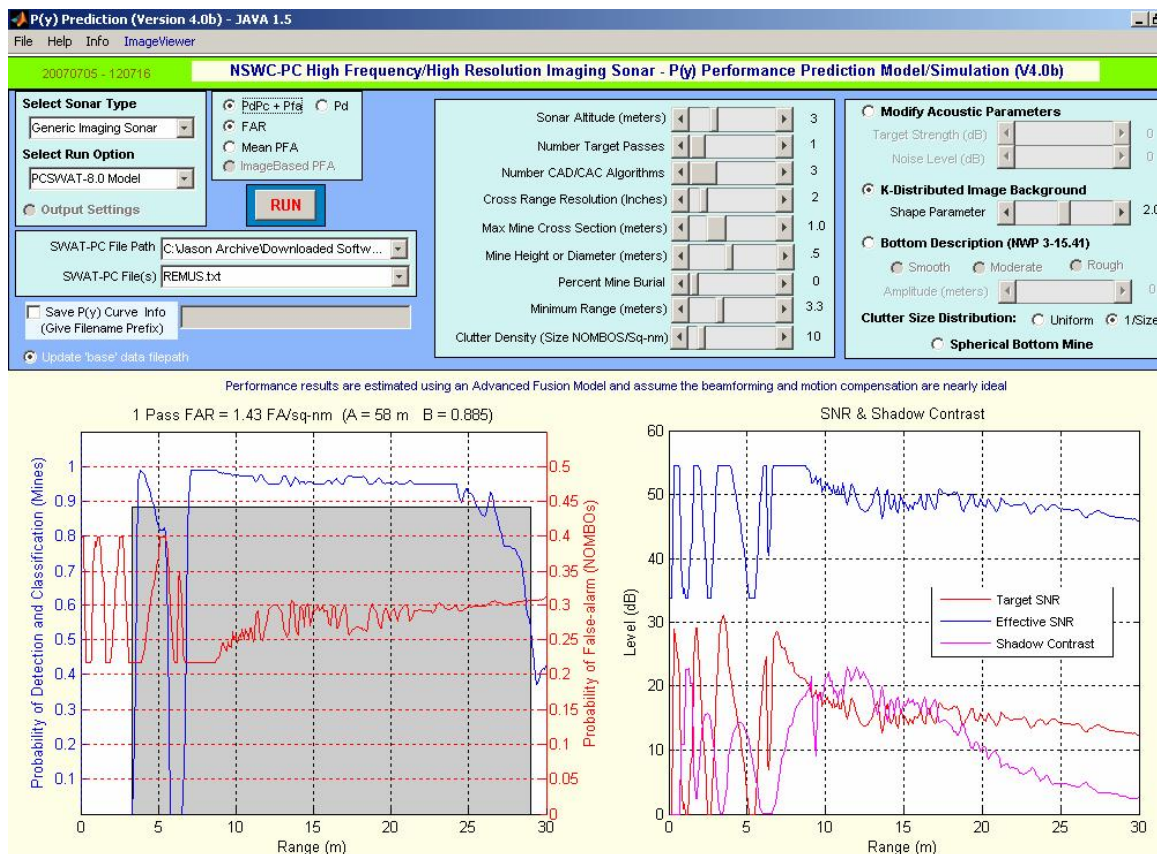 P(y) Prediction (Version 4.0b) - JAVA 1.5
File Help Info ImageViewer
20070705 - 120716
NSWC-PC High Frequency/High Resolution Imaging Sonar - P(y) Performance Prediction Model/Simulation (V4.0b)
Select Sonar Type
Generic Imaging Sonar
Select Run Option
PCSWAT-8.0 Model
Output Settings
PdPc + Pfa Pd
FAR
Mean PFA
ImageBased PFA
RUN
SWAT-PC File Path C:\Jason Archive\Downloaded Softw...
SWAT-PC File(s) REMUS.txt
Save P(y) Curve Info
(Give Filename Prefix)
Update 'base' data filepath
Sonar Altitude (meters) 3
Number Target Passes 1
Number CAD/CAC Algorithms 3
Cross Range Resolution (Inches) 2
Max Mine Cross Section (meters) 1.0
Mine Height or Diameter (meters) .5
Percent Mine Burial 0
Minimum Range (meters) 3.3
Clutter Density (Size NOMBOS/Sq-nm) 10
Modify Acoustic Parameters
Target Strength (dB) 0
Noise Level (dB) 0
K-Distributed Image Background
Shape Parameter 2.0
Bottom Description (NWP 3-15.41)
Smooth Moderate Rough
Amplitude (meters) 0
Clutter Size Distribution: Uniform 1/Size
Spherical Bottom Mine
Performance results are estimated using an Advanced Fusion Model and assume the beamforming and motion compensation are nearly ideal
1 Pass FAR = 1.43 FA/sq-nm (A = 58 m B = 0.885)
Probability of Detection and Classification (Mines)
1
0.9
0.8
0.7
0.6
0.5
0.4
0.3
0.2
0.1
0.5
0.45
0.4
0.35
0.3
0.25
0.2
0.15
0.1
0.05
0
Probability of False-alarm (NOMBOs)
0 5 10 15 20 25 30
Range (m)
SNR & Shadow Contrast
Level (dB)
60
50
40
30
20
10
0
Target SNR
Effective SNR
Shadow Contrast
0 5 10 15 20 25 30
Range (m)